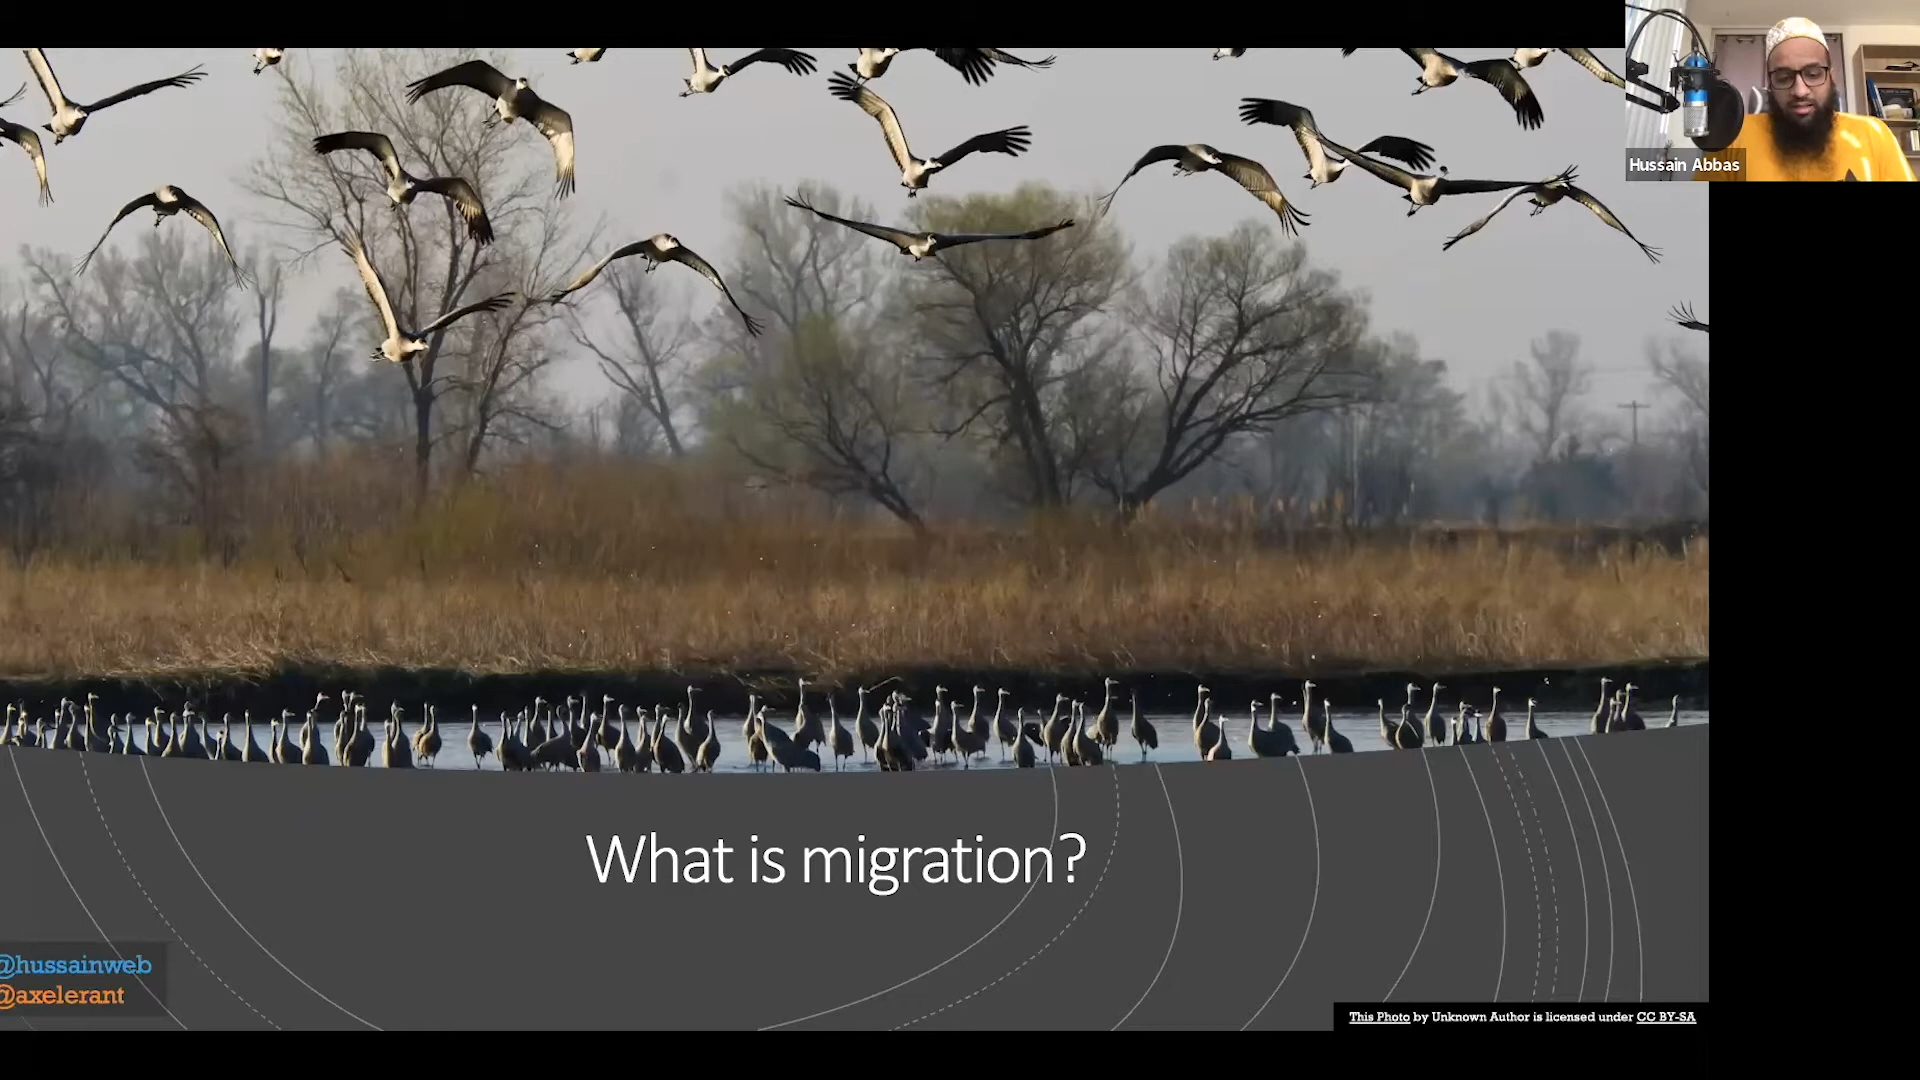 Hussain Abbas
What is migration?
@hussainweb
@axelerant
This Photo by Unknown Author is licensed under CC BY-SA